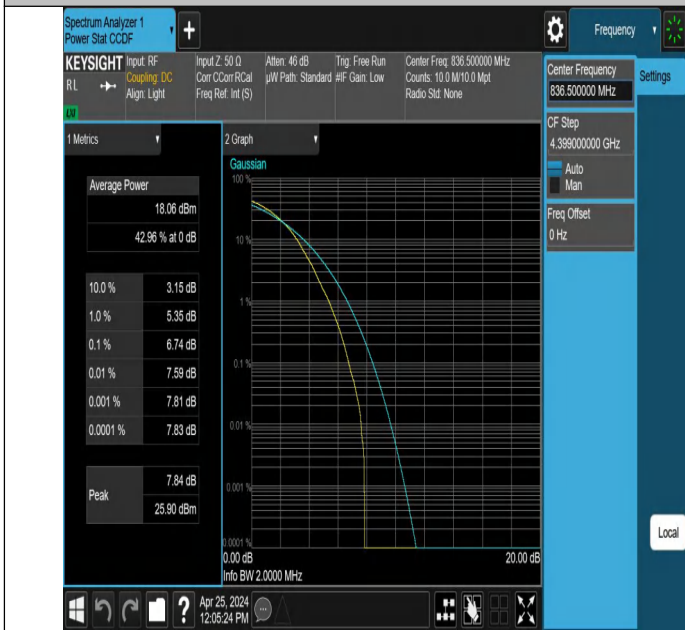 Spectrum Analyzer 1
Power Stat CCDF
+
Frequency
KEYSIGHT
RL
Input: RF
Coupling: DC
Align: Light
Input Z: 50 Ω
Corr CCorr RCal
Freq Ref: Int (S)
Atten: 46 dB
µW Path: Standard
Trig: Free Run
#IF Gain: Low
Center Freq: 836.500000 MHz
Counts: 10.0 M/10.0 Mpt
Radio Std: None
Center Frequency
836.500000 MHz
Settings
CF Step
4.399000000 GHz
Auto
Man
Freq Offset
0 Hz
1 Metrics
Average Power
18.06 dBm
42.96 % at 0 dB
10.0 % 3.15 dB
1.0 % 5.35 dB
0.1 % 6.74 dB
0.01 % 7.59 dB
0.001 % 7.81 dB
0.0001 % 7.83 dB
Peak 7.84 dB
25.90 dBm
2 Graph
Gaussian
100 %
10 %
1 %
0.1 %
0.01 %
0.001 %
0.0001 %
0.00 dB 20.00 dB
Info BW 2.0000 MHz
Local
?
Apr 25, 2024
12:05:24 PM